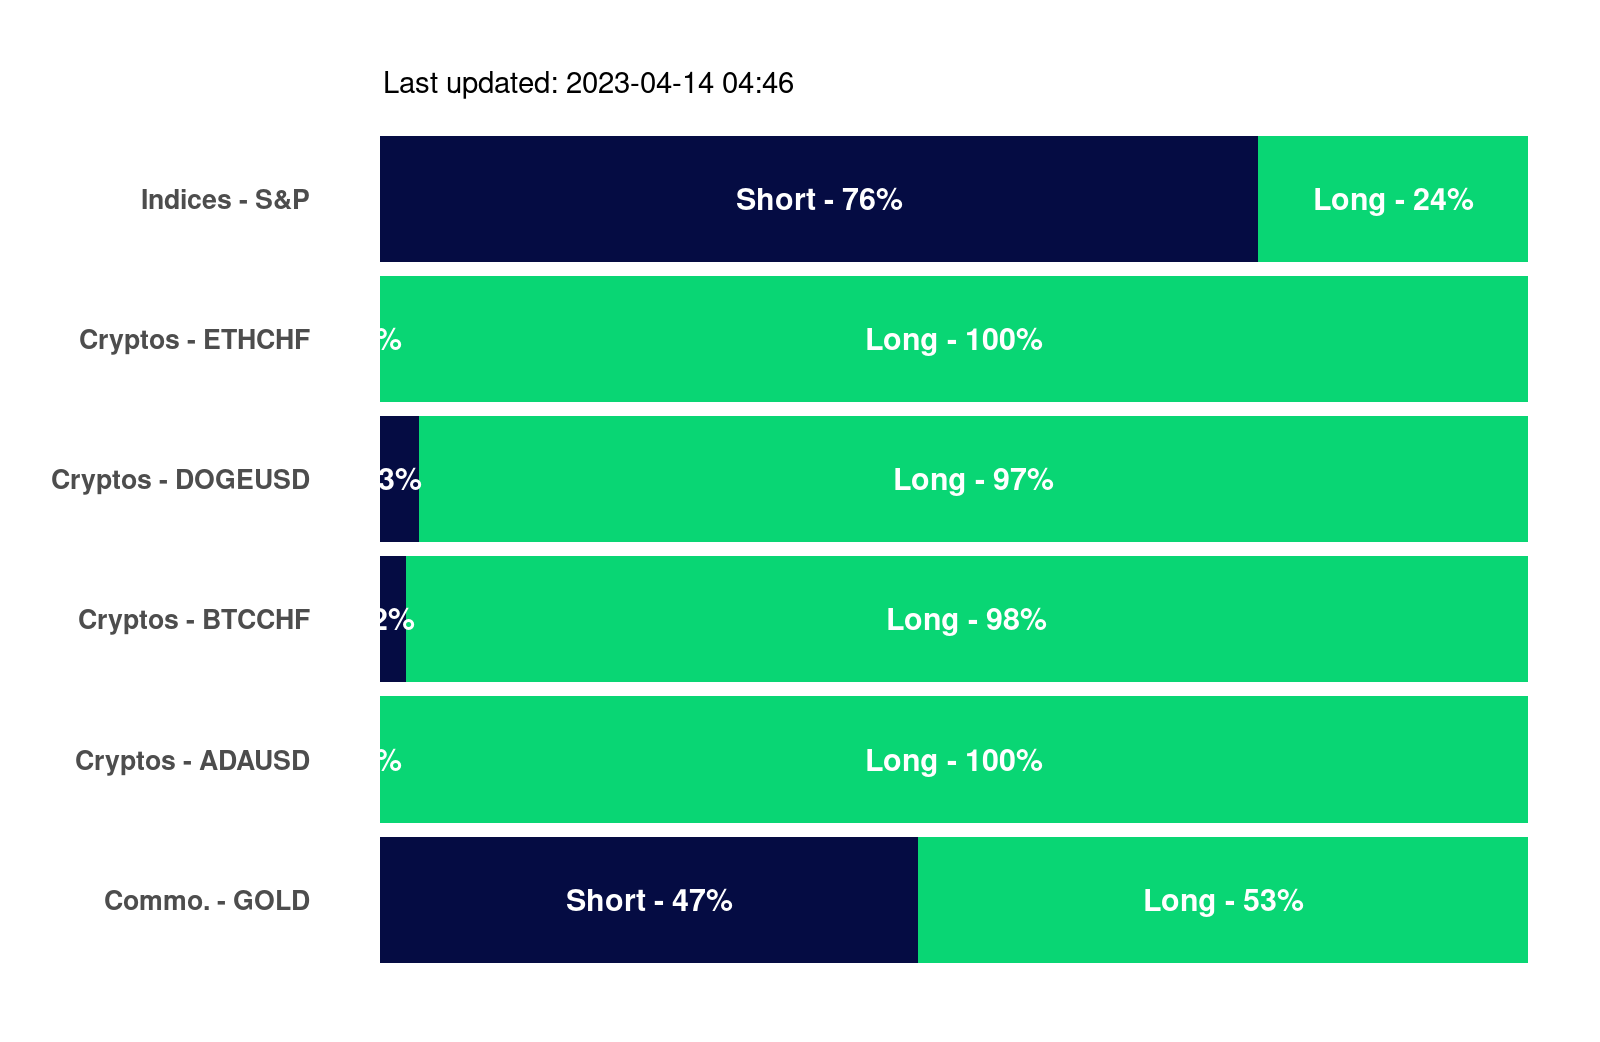 Last updated: 2023-04-14 04:46
Indices - S&P
Short - 76%
Long - 24%
Cryptos - ETHCHF
%
Long - 100%
Cryptos - DOGEUSD
3%
Long - 97%
Cryptos - BTCCHF
2%
Long - 98%
Cryptos - ADAUSD
%
Long - 100%
Commo. - GOLD
Short - 47%
Long - 53%